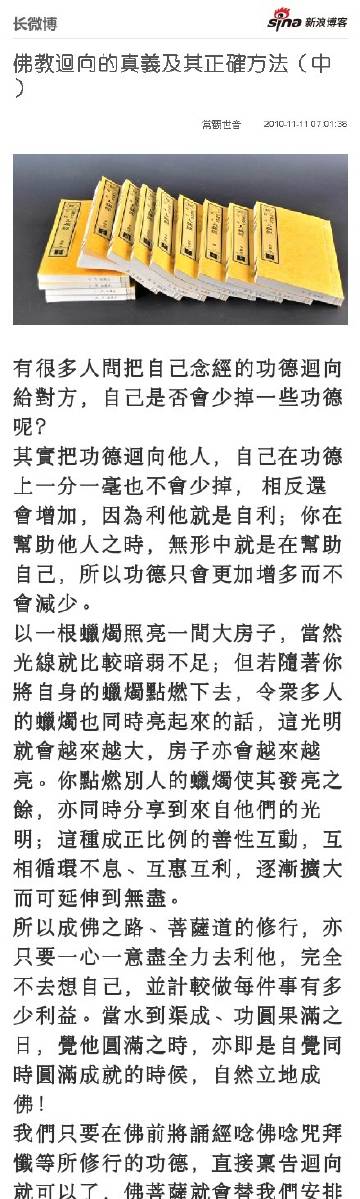 长微博
sina 新浪博客
佛教迴向的真義及其正確方法（中
）
常觀世音 2010-11-11 07:01:38
有很多人問把自己念經的功德迴向
給對方，自己是否會少掉一些功德
呢？
其實把功德迴向他人，自己在功德
上一分一毫也不會少掉， 相反還
會增加，因為利他就是自利；你在
幫助他人之時，無形中就是在幫助
自己，所以功德只會更加增多而不
會減少。
以一根蠟燭照亮一間大房子，當然
光線就比較暗弱不足；但若隨著你
將自身的蠟燭點燃下去，令衆多人
的蠟燭也同時亮起來的話，這光明
就會越來越大，房子亦會越來越
亮。你點燃別人的蠟燭使其發亮之
餘，亦同時分享到來自他們的光
明；這種成正比例的善性互動，互
相循環不息、互惠互利，逐漸擴大
而可延伸到無盡。
所以成佛之路、菩薩道的修行，亦
只要一心一意盡全力去利他，完全
不去想自己，並計較做每件事有多
少利益。當水到渠成、功圓果滿之
日，覺他圓滿之時，亦即是自覺同
時圓滿成就的時候，自然立地成
佛！
我們只要在佛前將誦經唸佛唸咒拜
懺等所修行的功德，直接稟告迴向
就可以了，佛菩薩就會替我們安排